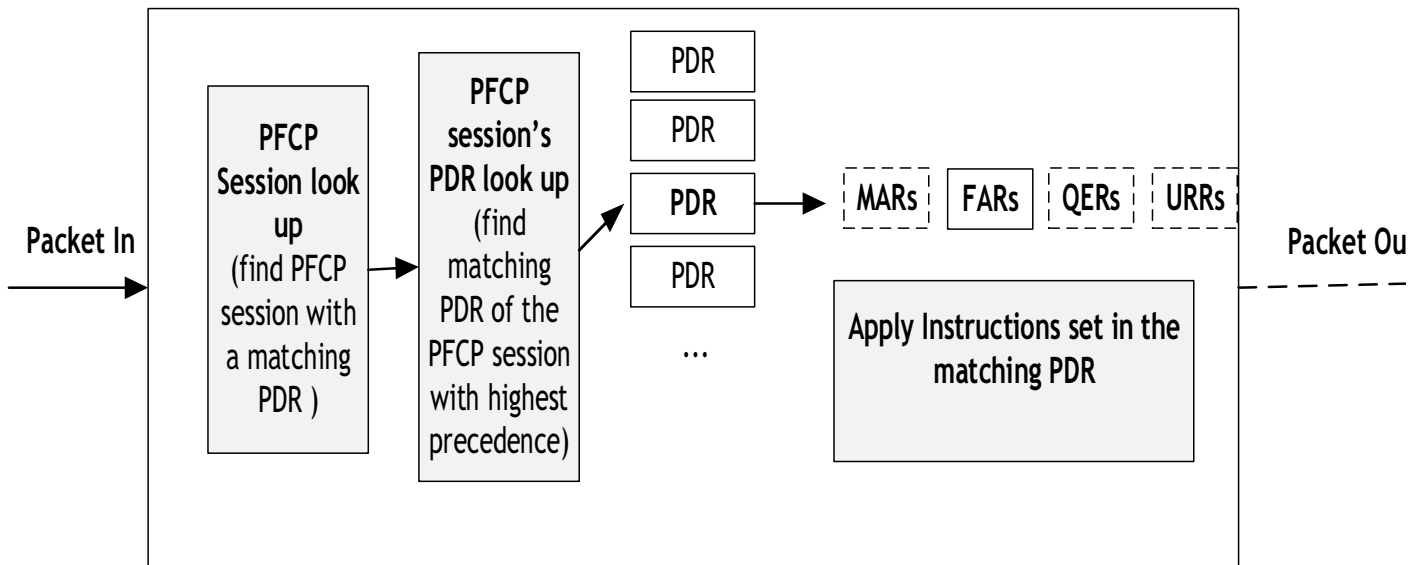 Packet In
PFCP
Session look
up
(find PFCP
session with
a matching
PDR )
PFCP
session’s
PDR look up
(find
matching
PDR of the
PFCP session
with highest
precedence)
PDR
PDR
PDR
PDR
...
MARs
FARs
QERs
URRs
Apply Instructions set in the
matching PDR
Packet Ou